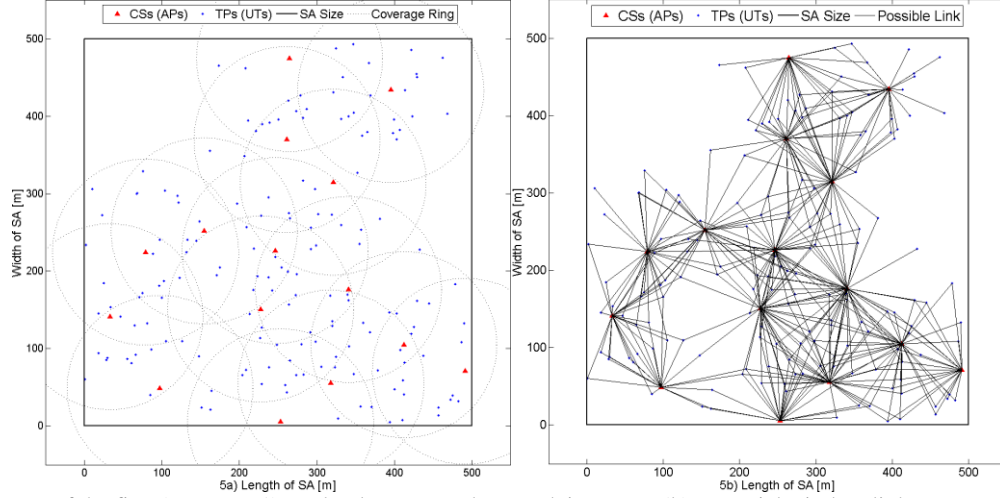 CSs (APs) TPs (UTs) SA Size Coverage Ring
500
400
300
200
100
0
Width of SA [m]
0 100 200 300 400 500
5a) Length of SA [m]
CSs (APs) TPs (UTs) SA Size Possible Link
500
400
300
200
100
0
Width of SA [m]
0 100 200 300 400 500
5b) Length of SA [m]